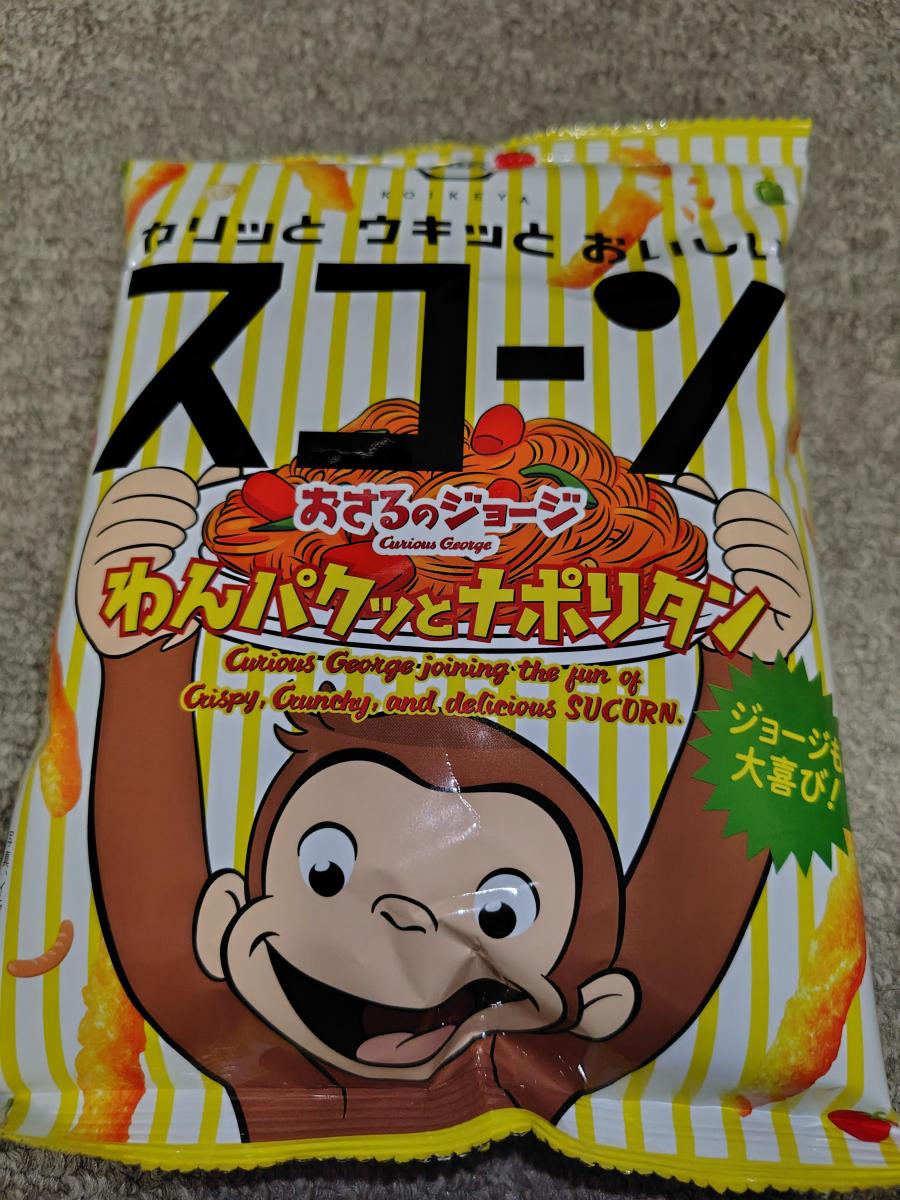 KOIKEYA
カリッと ウキッと おいしい
スコーン
おさるのジョージ
Curious George
わんパクッとナポリタン
Curious George joining the fun of
Crispy, Crunchy, and delicious SUCORN.
ジョージも
大喜び!